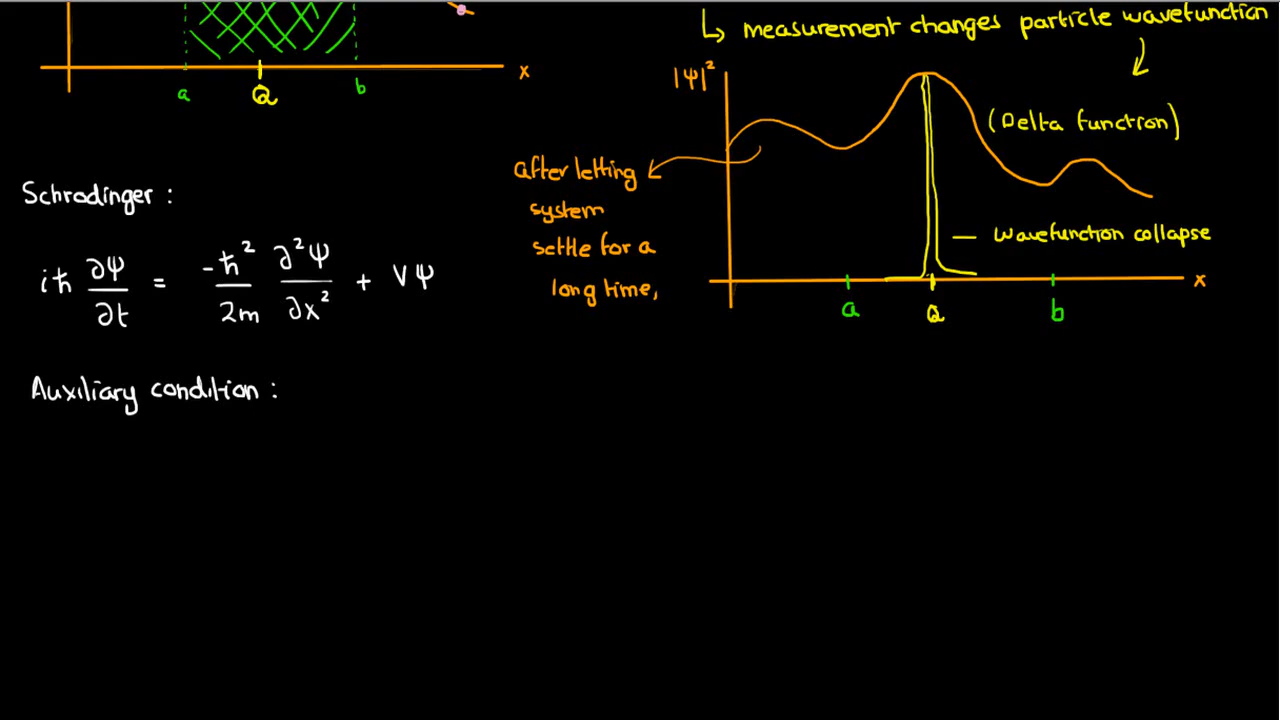 a Q b x
Schrodinger :
iħ ∂Ψ/∂t = -ħ²/2m ∂²Ψ/∂x² + VΨ
Auxiliary condition :
↳ measurement changes particle wavefunction
|Ψ|²
(Delta function)
After letting
system
settle for a
long time,
— wavefunction collapse
x
a Q b